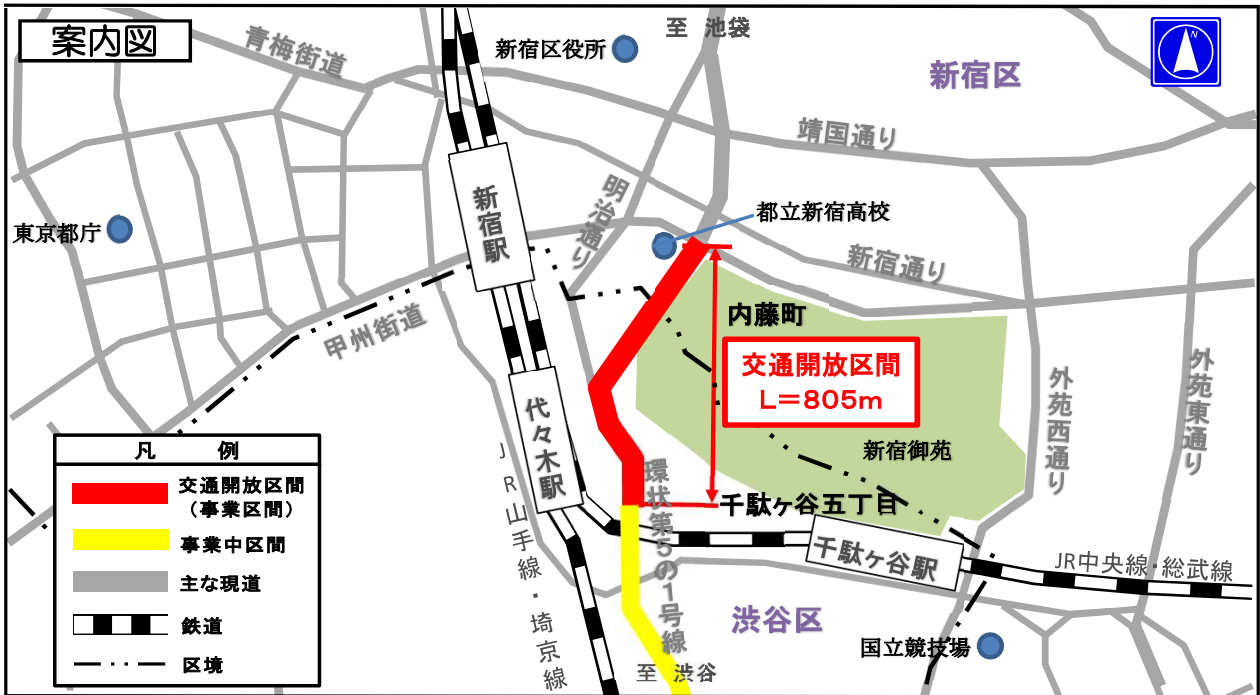 案内図
至 池袋
N
青梅街道
新宿区役所
新宿区
靖国通り
明治通り
都立新宿高校
新宿駅
東京都庁
新宿通り
内藤町
甲州街道
交通開放区間
L=805m
外苑西通り
外苑東通り
代々木駅
新宿御苑
凡 例
交通開放区間
(事業区間)
事業中区間
主な現道
鉄道
区境
JR山手線・埼京線
環状第5の1号線
千駄ヶ谷五丁目
千駄ヶ谷駅
JR中央線・総武線
渋谷区
国立競技場
至 渋谷